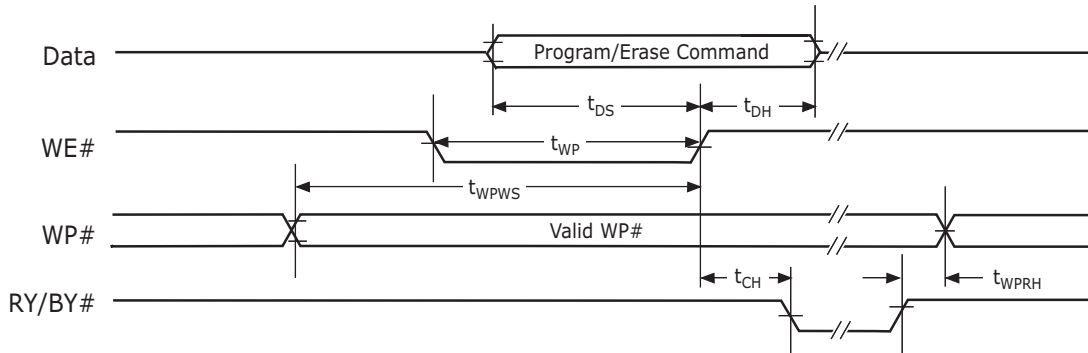 Data
Program/Erase Command
tDS
tDH
WE#
tWP
tWPWS
WP#
Valid WP#
tCH
tWPRH
RY/BY#